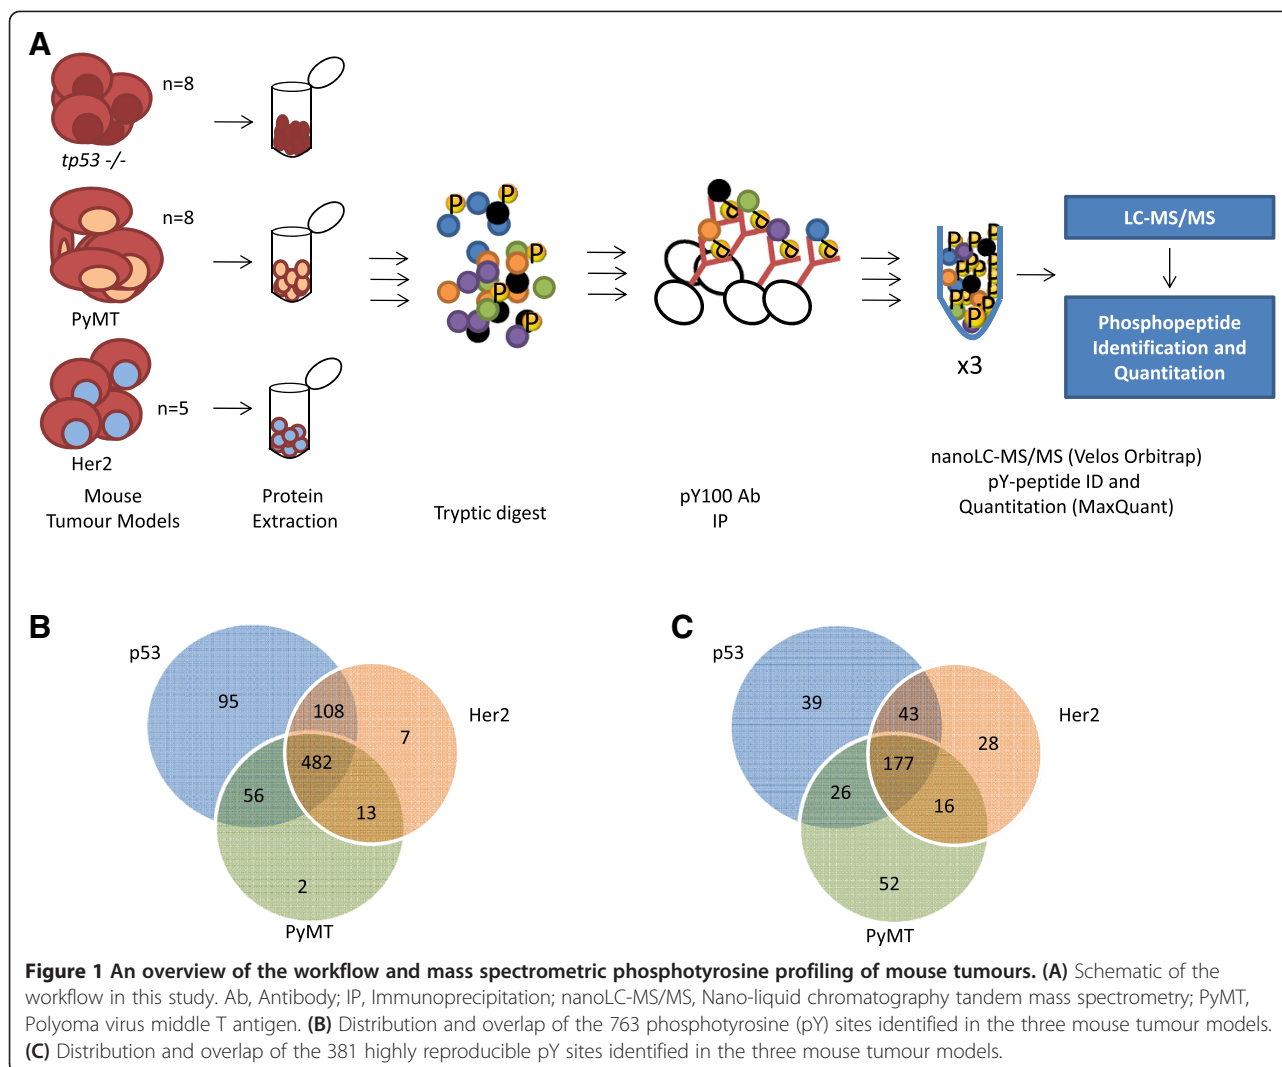 A
n=8
tp53 -/-
n=8
PyMT
n=5
Her2
Mouse
Tumour Models
Protein
Extraction
P
P
P
P
P
Tryptic digest
P
P
P
P
pY100 Ab
IP
P
P
P
P
P
P
P
P
P
P
x3
LC-MS/MS
Phosphopeptide
Identification and
Quantitation
nanoLC-MS/MS (Velos Orbitrap)
pY-peptide ID and
Quantitation (MaxQuant)
B
p53
95
108
7
Her2
482
56
13
2
PyMT
C
p53
39
43
28
Her2
177
26
16
52
PyMT
Figure 1 An overview of the workflow and mass spectrometric phosphotyrosine profiling of mouse tumours. (A) Schematic of the
workflow in this study. Ab, Antibody; IP, Immunoprecipitation; nanoLC-MS/MS, Nano-liquid chromatography tandem mass spectrometry; PyMT,
Polyoma virus middle T antigen. (B) Distribution and overlap of the 763 phosphotyrosine (pY) sites identified in the three mouse tumour models.
(C) Distribution and overlap of the 381 highly reproducible pY sites identified in the three mouse tumour models.